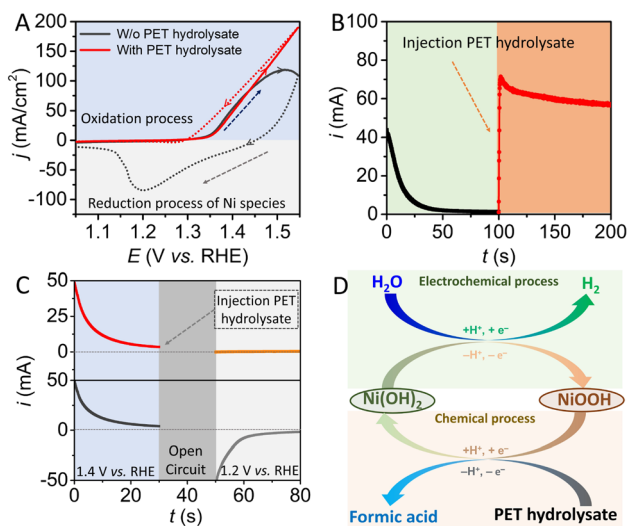 A
W/o PET hydrolysate
With PET hydrolysate
Oxidation process
Reduction process of Ni species
j (mA/cm²)
200
150
100
50
0
-50
-100
1.1 1.2 1.3 1.4 1.5
E (V vs. RHE)
B
Injection PET hydrolysate
i (mA)
100
80
60
40
20
0
0 50 100 150 200
t (s)
C
Injection PET
hydrolysate
i (mA)
50
0
50
0
-50
1.4 V vs. RHE
Open
Circuit
1.2 V vs. RHE
0 20 40 60 80
t (s)
D
H₂O
Electrochemical process
H₂
+H⁺, + e⁻
–H⁺, – e⁻
Ni(OH)₂
NiOOH
Chemical process
+H⁺, + e⁻
–H⁺, – e⁻
Formic acid
PET hydrolysate